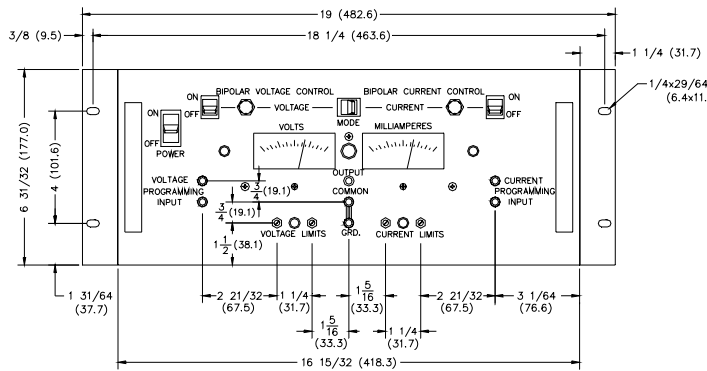 19 (482.6)
3/8 (9.5)
18 1/4 (463.6)
1 1/4 (31.7)
1/4x29/64
(6.4x11.
6 31/32 (177.0)
4 (101.6)
ON
OFF
POWER
ON
OFF
BIPOLAR VOLTAGE CONTROL
VOLTAGE
MODE
BIPOLAR CURRENT CONTROL
CURRENT
ON
OFF
VOLTS
MILLIAMPERES
OUTPUT
COMMON
VOLTAGE
PROGRAMMING
INPUT
3/4 (19.1)
3/4 (19.1)
1 1/2 (38.1)
CURRENT
PROGRAMMING
INPUT
VOLTAGE LIMITS
GRD.
CURRENT LIMITS
1 31/64
(37.7)
2 21/32
(67.5)
1 1/4
(31.7)
1 5/16
(33.3)
2 21/32
(67.5)
3 1/64
(76.6)
1 5/16
(33.3)
1 1/4
(31.7)
16 15/32 (418.3)